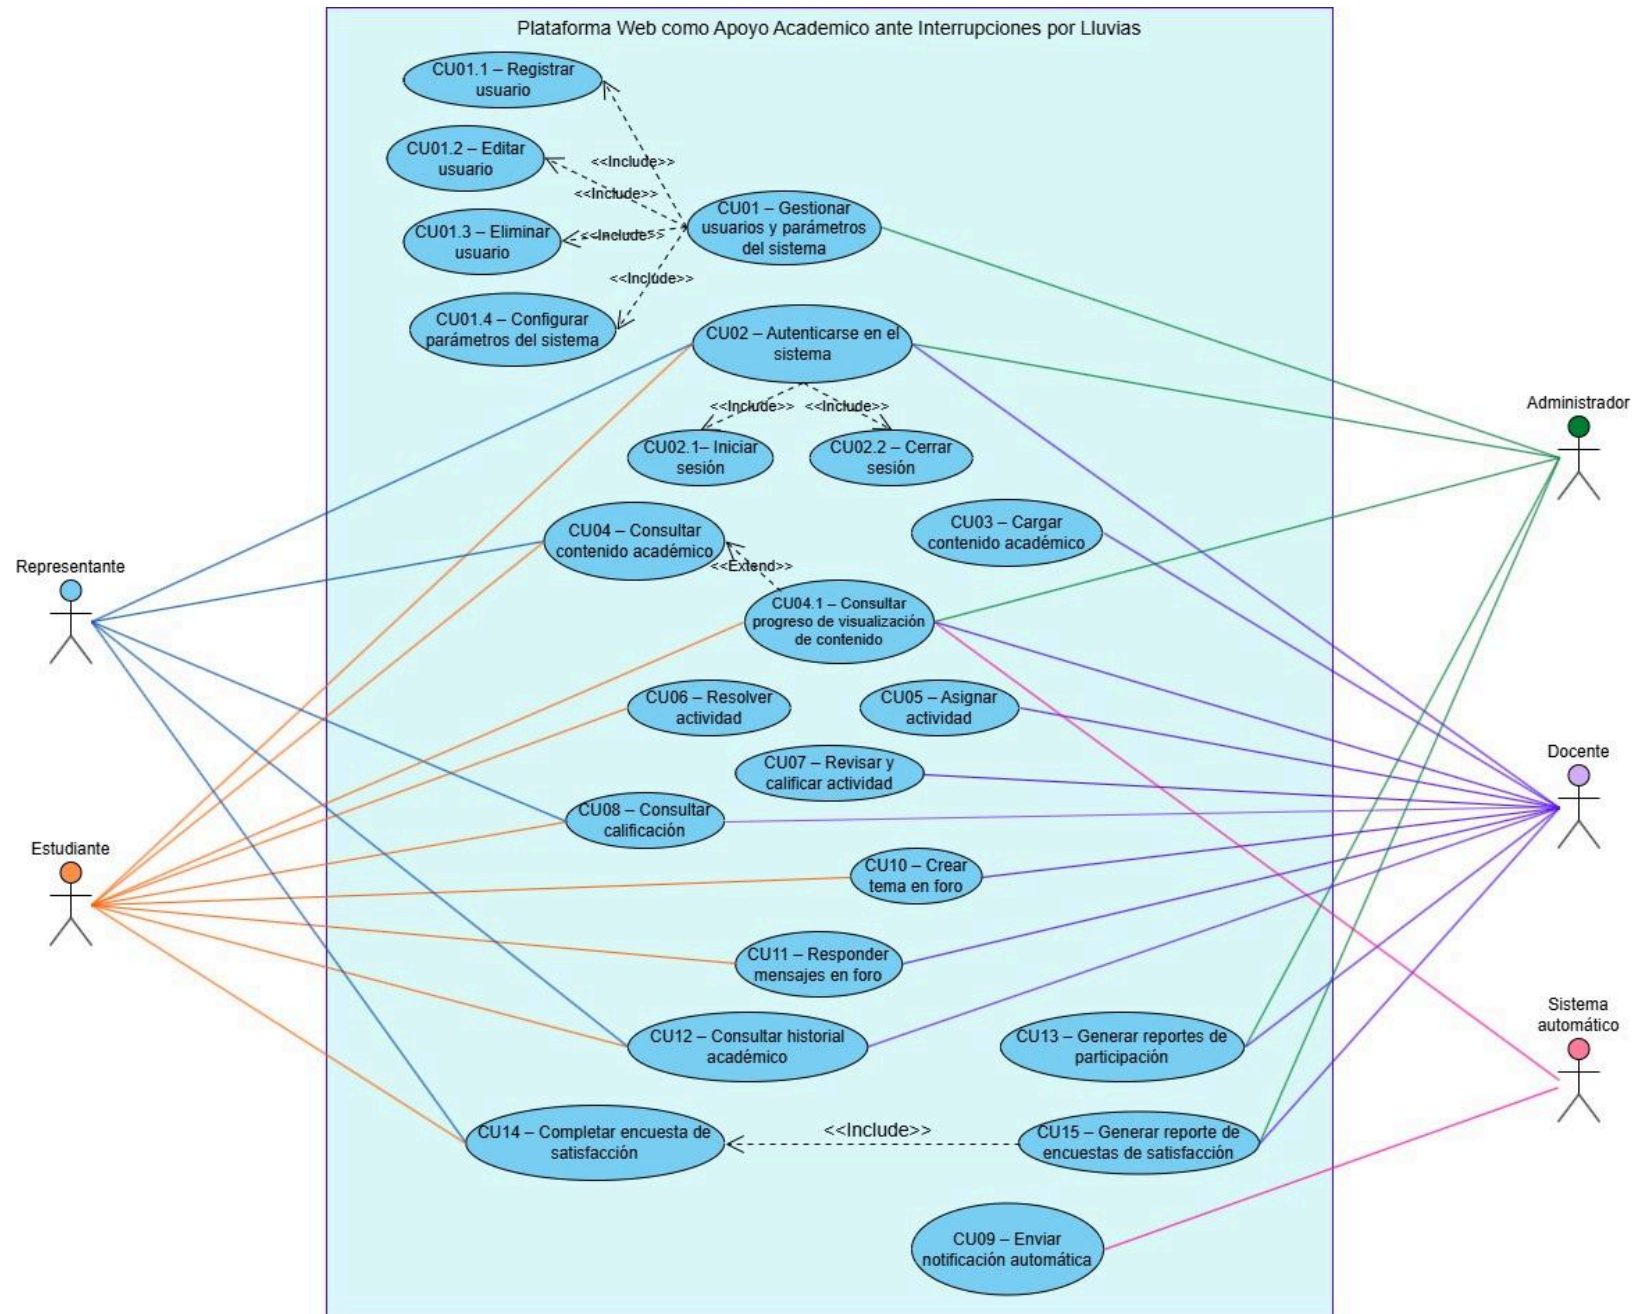 Plataforma Web como Apoyo Academico ante Interrupciones por Lluvias
CU01.1 – Registrar
usuario
CU01.2 – Editar
usuario
<<Include>>
<<Include>>
CU01 – Gestionar
usuarios y parámetros
del sistema
CU01.3 – Eliminar
usuario
<<Include>>
<<Include>>
CU01.4 – Configurar
parámetros del sistema
CU02 – Autenticarse en el
sistema
<<Include>>
<<Include>>
CU02.1– Iniciar
sesión
CU02.2 – Cerrar
sesión
Administrador
CU04 – Consultar
contenido académico
CU03 – Cargar
contenido académico
<<Extend>>
Representante
CU04.1 – Consultar
progreso de visualización
de contenido
CU06 – Resolver
actividad
CU05 – Asignar
actividad
CU07 – Revisar y
calificar actividad
Docente
CU08 – Consultar
calificación
Estudiante
CU10 – Crear
tema en foro
CU11 – Responder
mensajes en foro
CU12 – Consultar historial
académico
CU13 – Generar reportes de
participación
Sistema
automático
CU14 – Completar encuesta de
satisfacción
<<Include>>
CU15 – Generar reporte de
encuestas de satisfacción
CU09 – Enviar
notificación automática